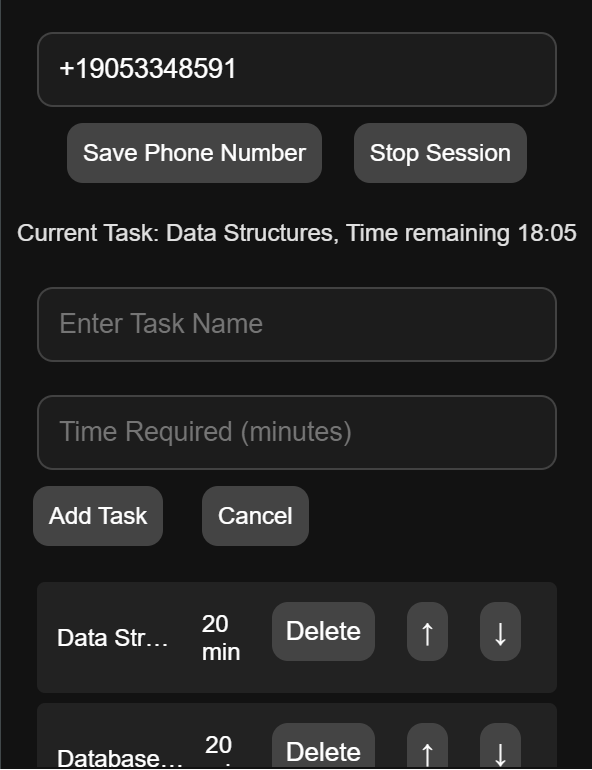 +19053348591
Save Phone Number Stop Session
Current Task: Data Structures, Time remaining 18:05
Enter Task Name
Time Required (minutes)
Add Task Cancel
Data Str... 20 min Delete ↑ ↓
Database... 20 Delete ↑ ↓